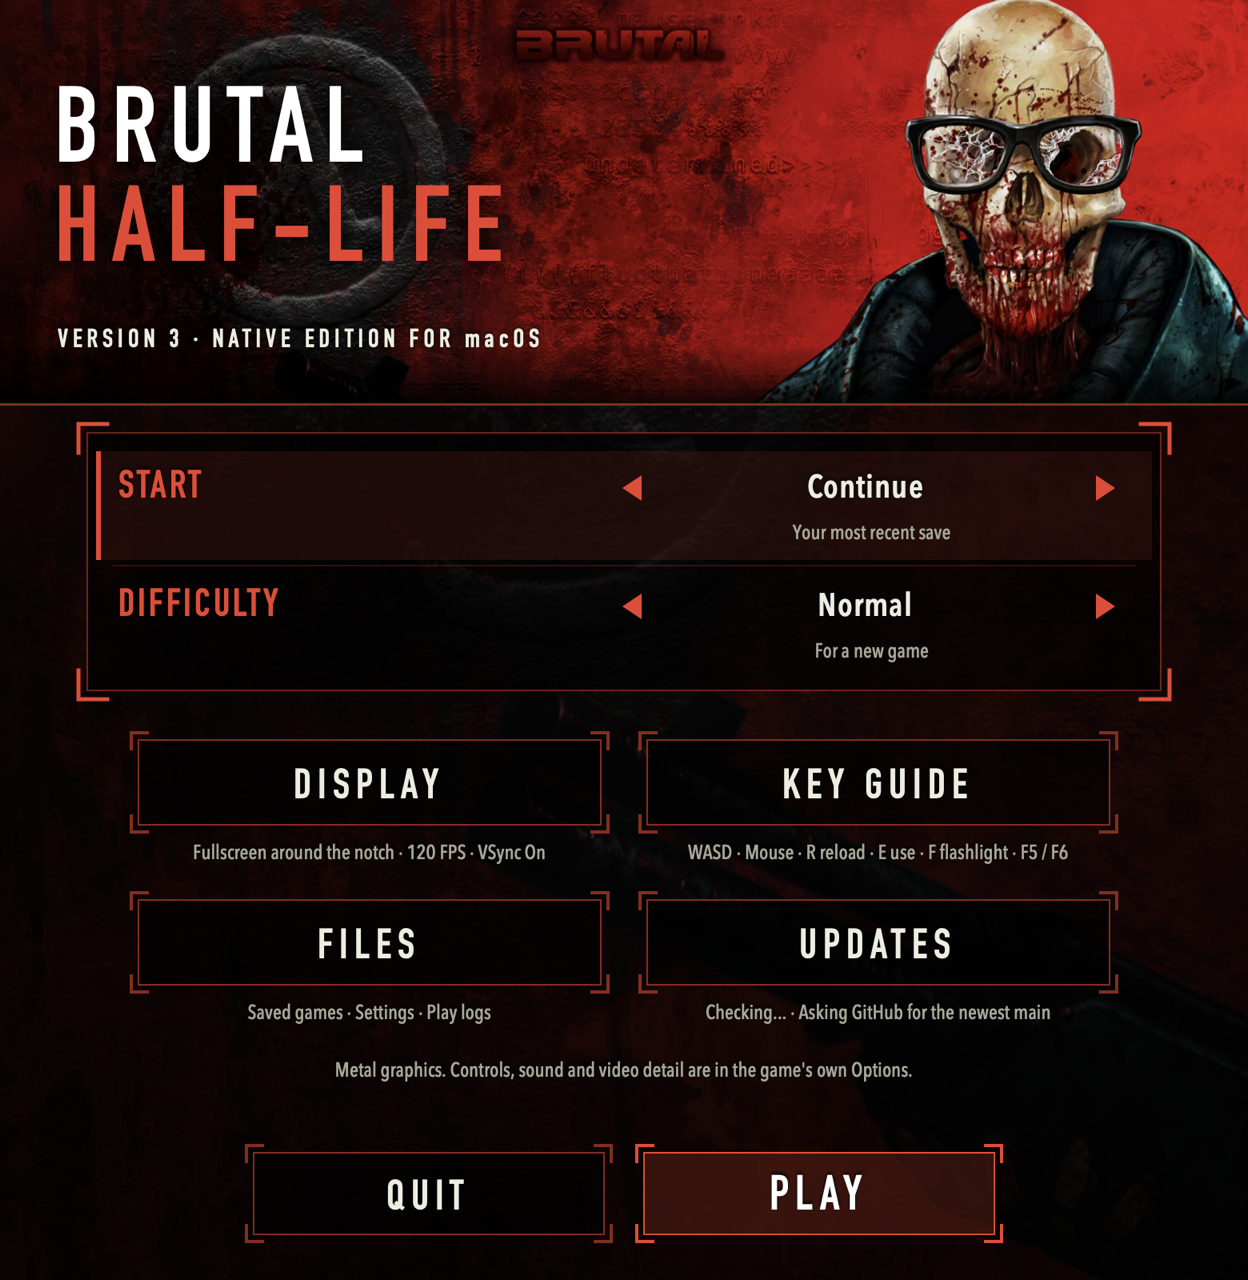 BRUTAL
BRUTAL
HALF-LIFE
VERSION 3 · NATIVE EDITION FOR macOS
START
Continue
Your most recent save
DIFFICULTY
Normal
For a new game
DISPLAY
KEY GUIDE
Fullscreen around the notch · 120 FPS · VSync On
WASD · Mouse · R reload · E use · F flashlight · F5 / F6
FILES
UPDATES
Saved games · Settings · Play logs
Checking... · Asking GitHub for the newest main
Metal graphics. Controls, sound and video detail are in the game's own Options.
QUIT
PLAY